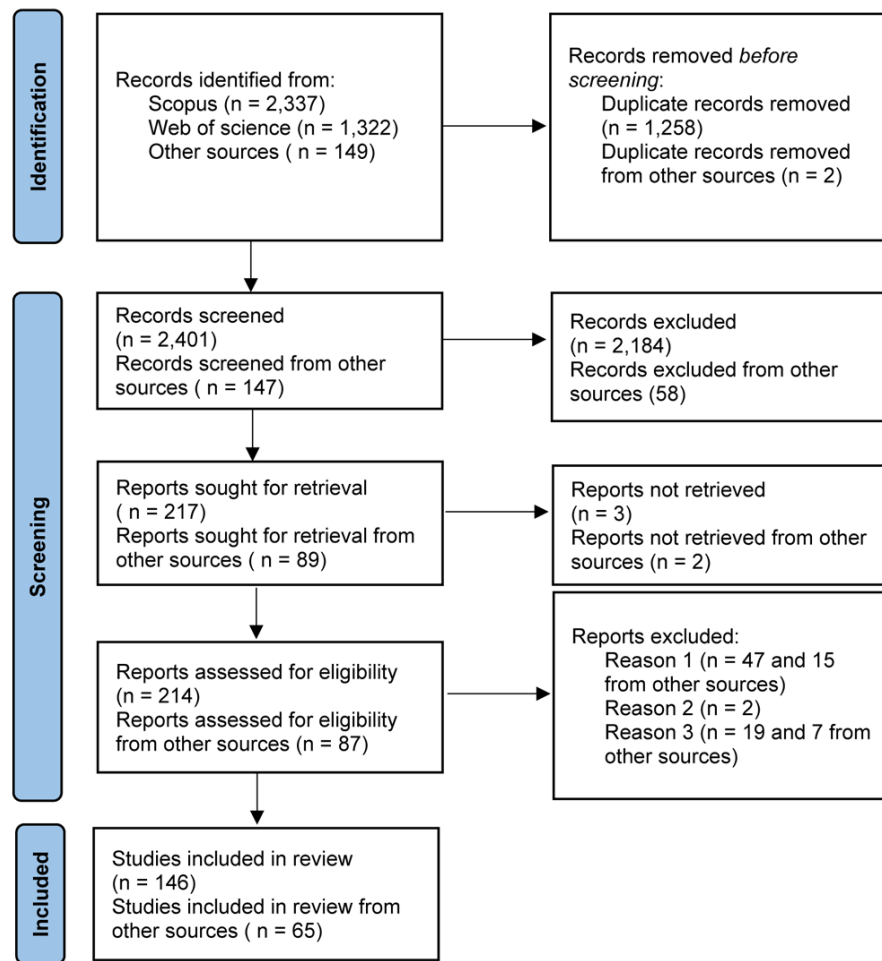 Identification
Records identified from:
Scopus (n = 2,337)
Web of science (n = 1,322)
Other sources ( n = 149)
Records removed before
screening:
Duplicate records removed
(n = 1,258)
Duplicate records removed
from other sources (n = 2)
Screening
Records screened
(n = 2,401)
Records screened from other
sources ( n = 147)
Records excluded
(n = 2,184)
Records excluded from other
sources (58)
Reports sought for retrieval
( n = 217)
Reports sought for retrieval from
other sources ( n = 89)
Reports not retrieved
(n = 3)
Reports not retrieved from other
sources (n = 2)
Reports assessed for eligibility
(n = 214)
Reports assessed for eligibility
from other sources (n = 87)
Reports excluded:
Reason 1 (n = 47 and 15
from other sources)
Reason 2 (n = 2)
Reason 3 (n = 19 and 7 from
other sources)
Included
Studies included in review
(n = 146)
Studies included in review from
other sources ( n = 65)